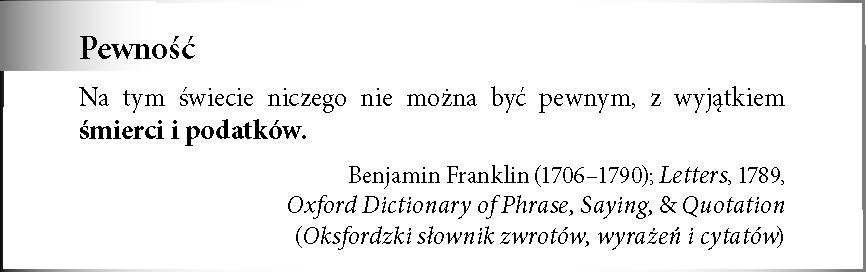 Pewność
Na tym świecie niczego nie można być pewnym, z wyjątkiem
śmierci i podatków.
Benjamin Franklin (1706–1790); Letters, 1789,
Oxford Dictionary of Phrase, Saying, & Quotation
(Oksfordzki słownik zwrotów, wyrażeń i cytatów)